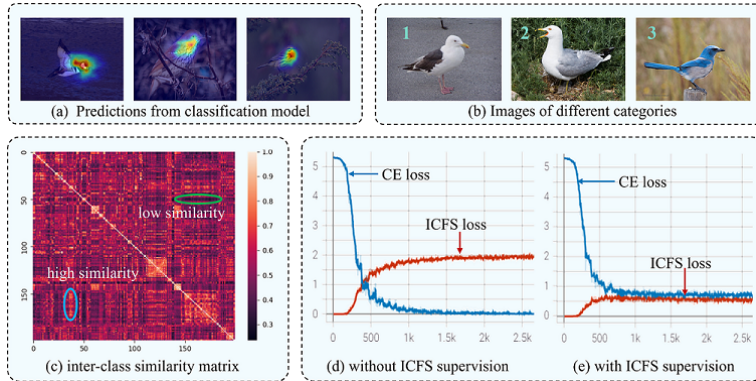 1
2
3
(a) Predictions from classification model
(b) Images of different categories
0
50
100
150
0
50
100
150
1.0
0.9
0.8
0.7
0.6
0.5
0.4
0.3
low similarity
high similarity
(c) inter-class similarity matrix
5
4
3
2
1
0
0
500
1k
1.5k
2.5k
CE loss
ICFS loss
(d) without ICFS supervision
5
4
3
2
1
0
0
500
1k
1.5k
2.5k
CE loss
ICFS loss
(e) with ICFS supervision